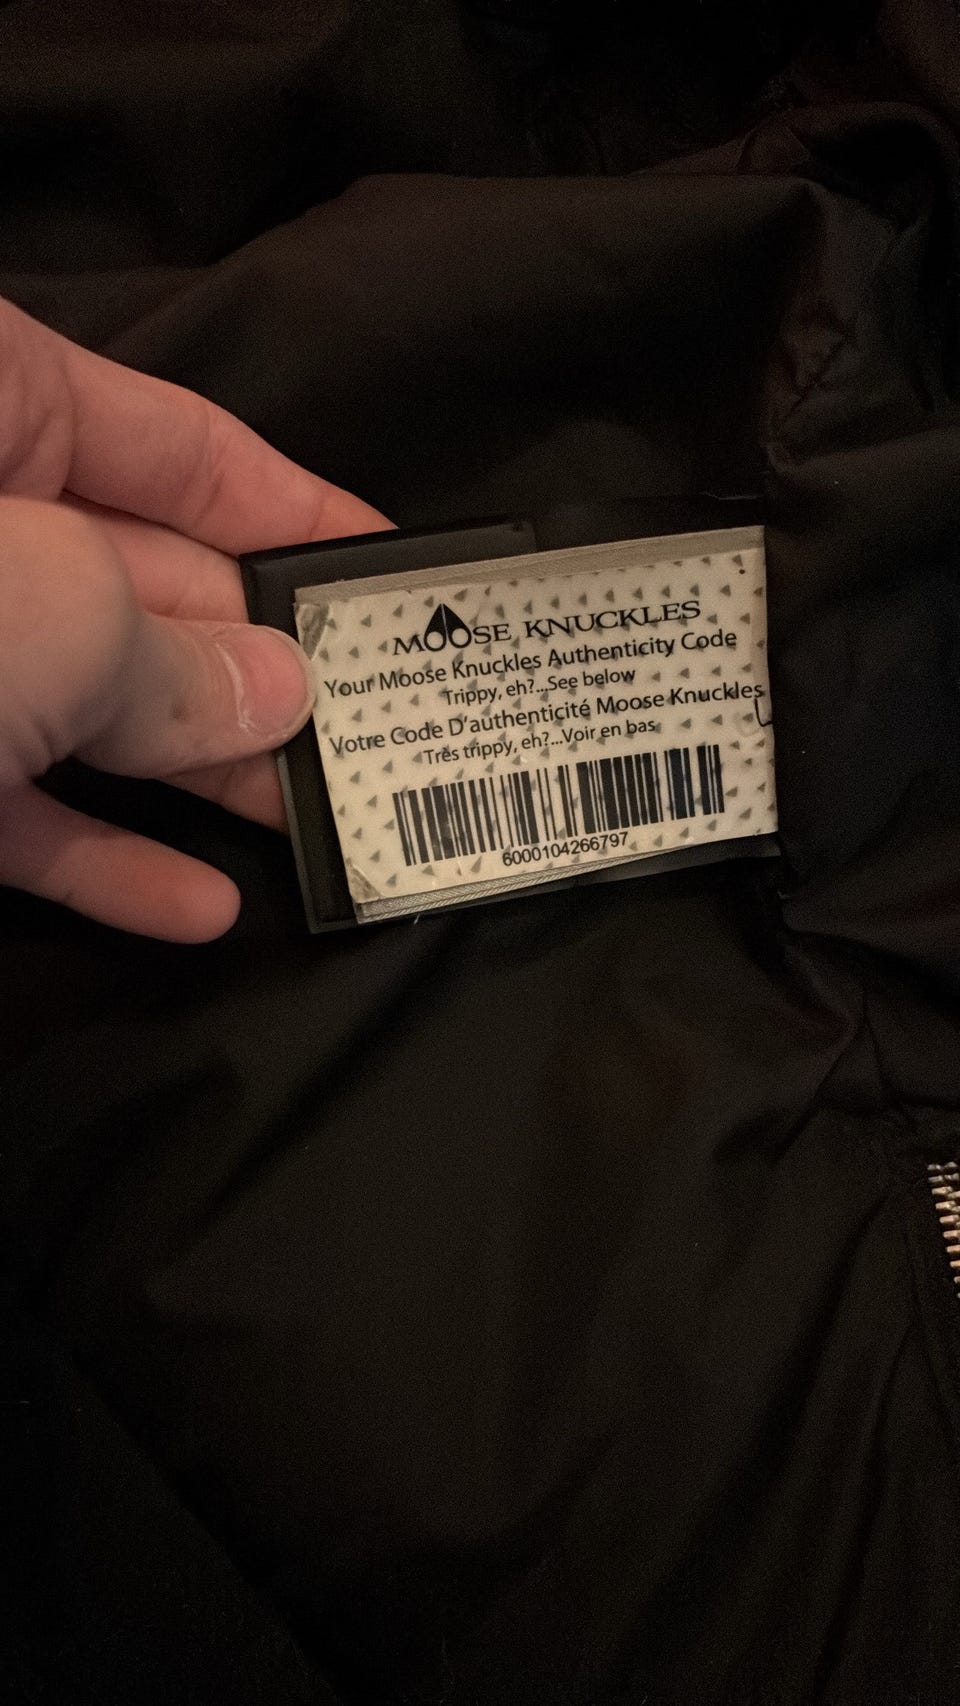 MOOSE KNUCKLES
Your Moose Knuckles Authenticity Code
Trippy, eh?...See below
Votre Code D'authenticité Moose Knuckles
Très trippy, eh?...Voir en bas
6000104266797